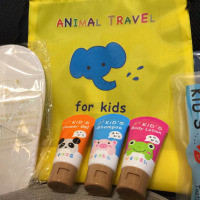 ANIMAL TRAVEL
for kids
KID'S
Shower Gel
KID'S
Shampoo
KID'S
Body Lotion
KID'S